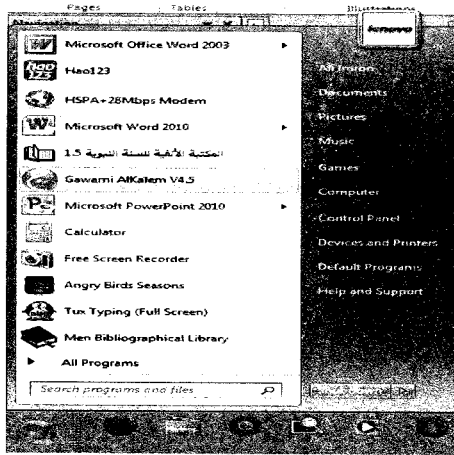 Pages Tables Illustrations
Navigation
lenovo
Microsoft Office Word 2003
Hao123
HSPA+28Mbps Modem
Microsoft Word 2010
المكتبة الألفية للسنة النبوية 1.5
Gawami AlKalem V4.5
Microsoft PowerPoint 2010
Calculator
Free Screen Recorder
Angry Birds Seasons
Tux Typing (Full Screen)
Men Bibliographical Library
All Programs
Search programs and files
Ali
Documents
Pictures
Music
Games
Computer
Control Panel
Devices and Printers
Default Programs
Help and Support